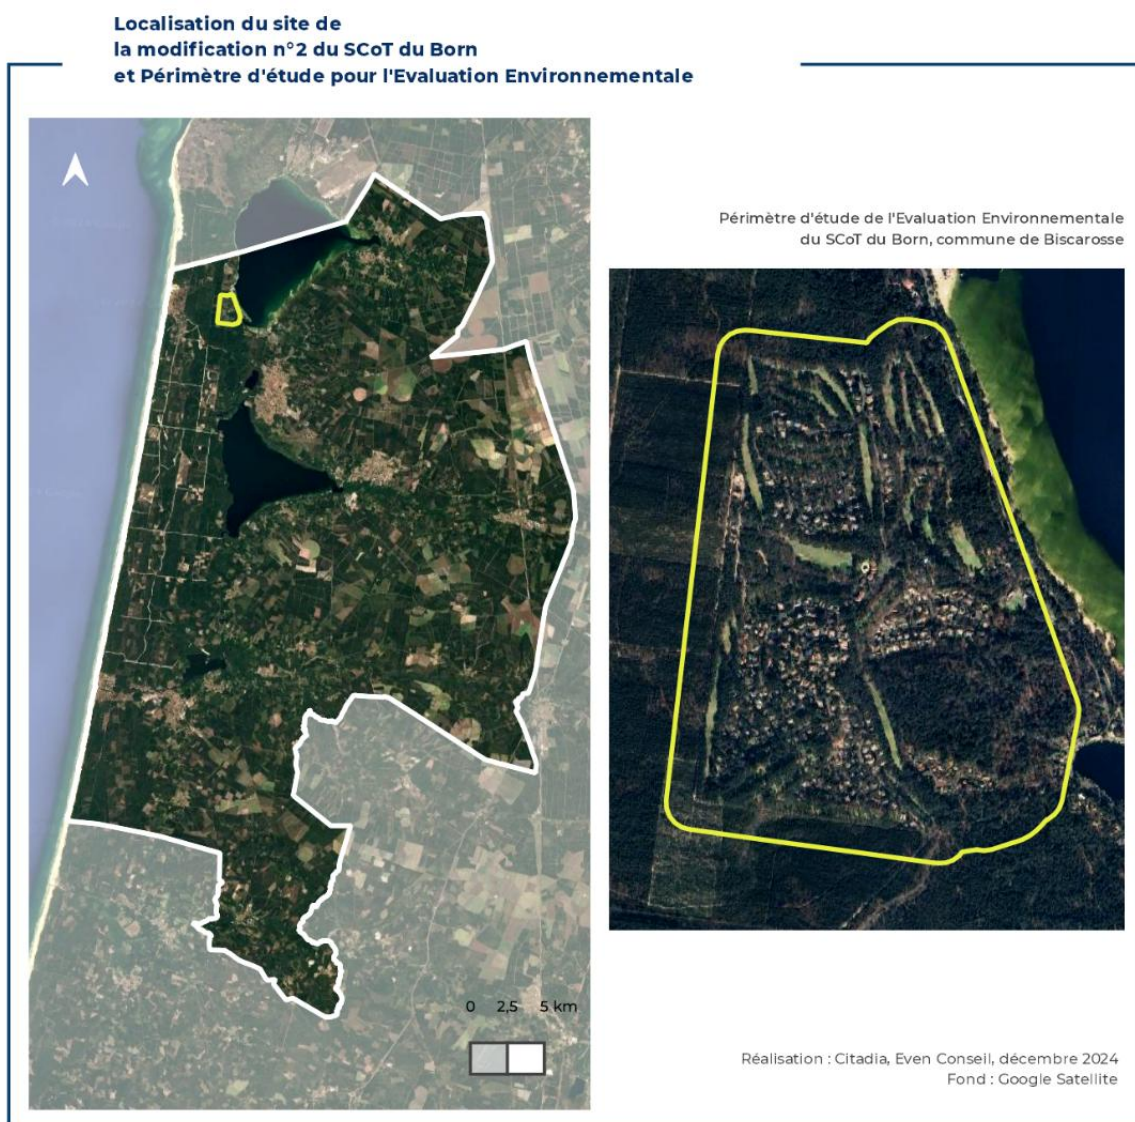 Localisation du site de
la modification n°2 du SCoT du Born
et Périmètre d'étude pour l'Evaluation Environnementale
Périmètre d'étude de l'Evaluation Environnementale
du SCoT du Born, commune de Biscarosse
0 2,5 5 km
Réalisation : Citadia, Even Conseil, décembre 2024
Fond : Google Satellite